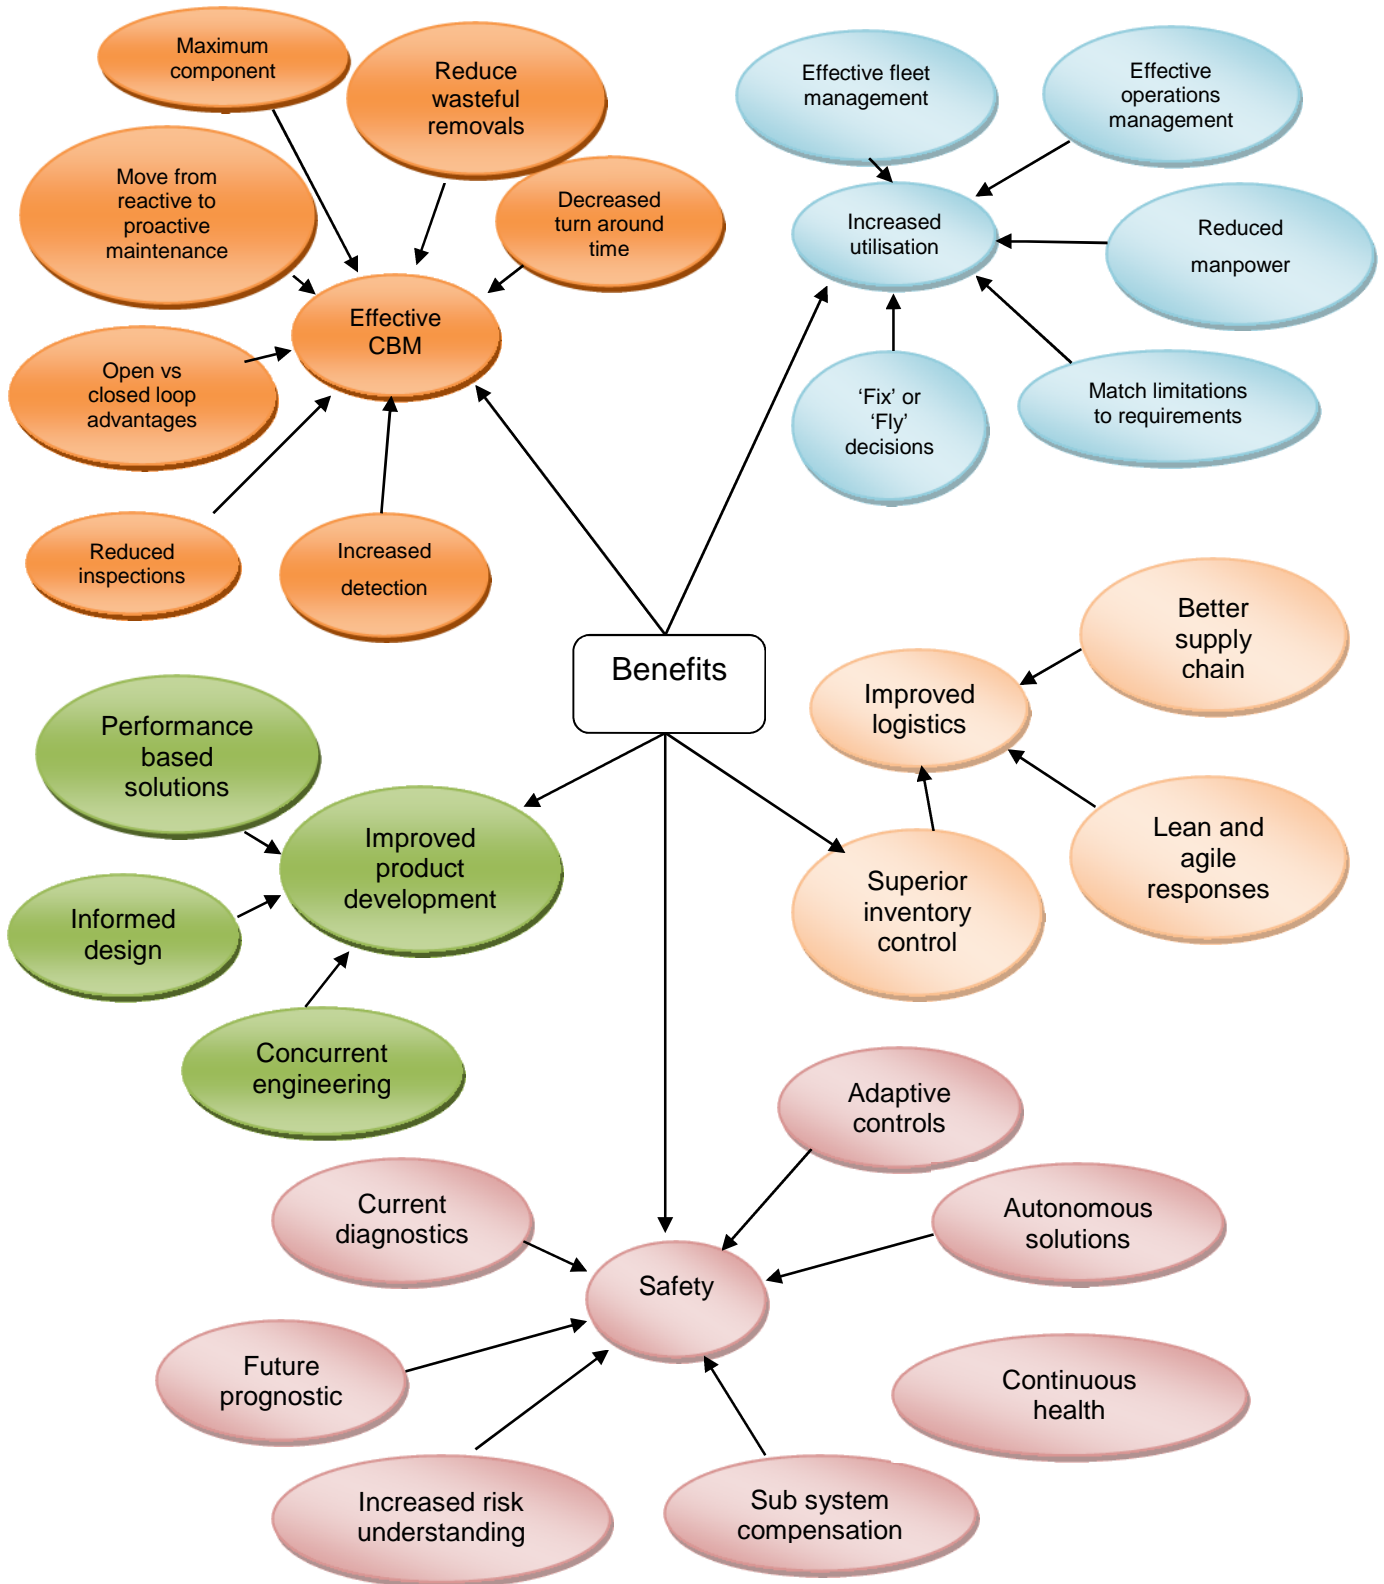 Maximum
component
Reduce
wasteful
removals
Move from
reactive to
proactive
maintenance
Decreased
turn around
time
Effective
CBM
Open vs
closed loop
advantages
Reduced
inspections
Increased
detection
Effective fleet
management
Effective
operations
management
Increased
utilisation
Reduced
manpower
‘Fix’ or
‘Fly’
decisions
Match limitations
to requirements
Benefits
Better
supply
chain
Improved
logistics
Lean and
agile
responses
Superior
inventory
control
Performance
based
solutions
Improved
product
development
Informed
design
Concurrent
engineering
Adaptive
controls
Current
diagnostics
Autonomous
solutions
Safety
Future
prognostic
Continuous
health
Increased risk
understanding
Sub system
compensation